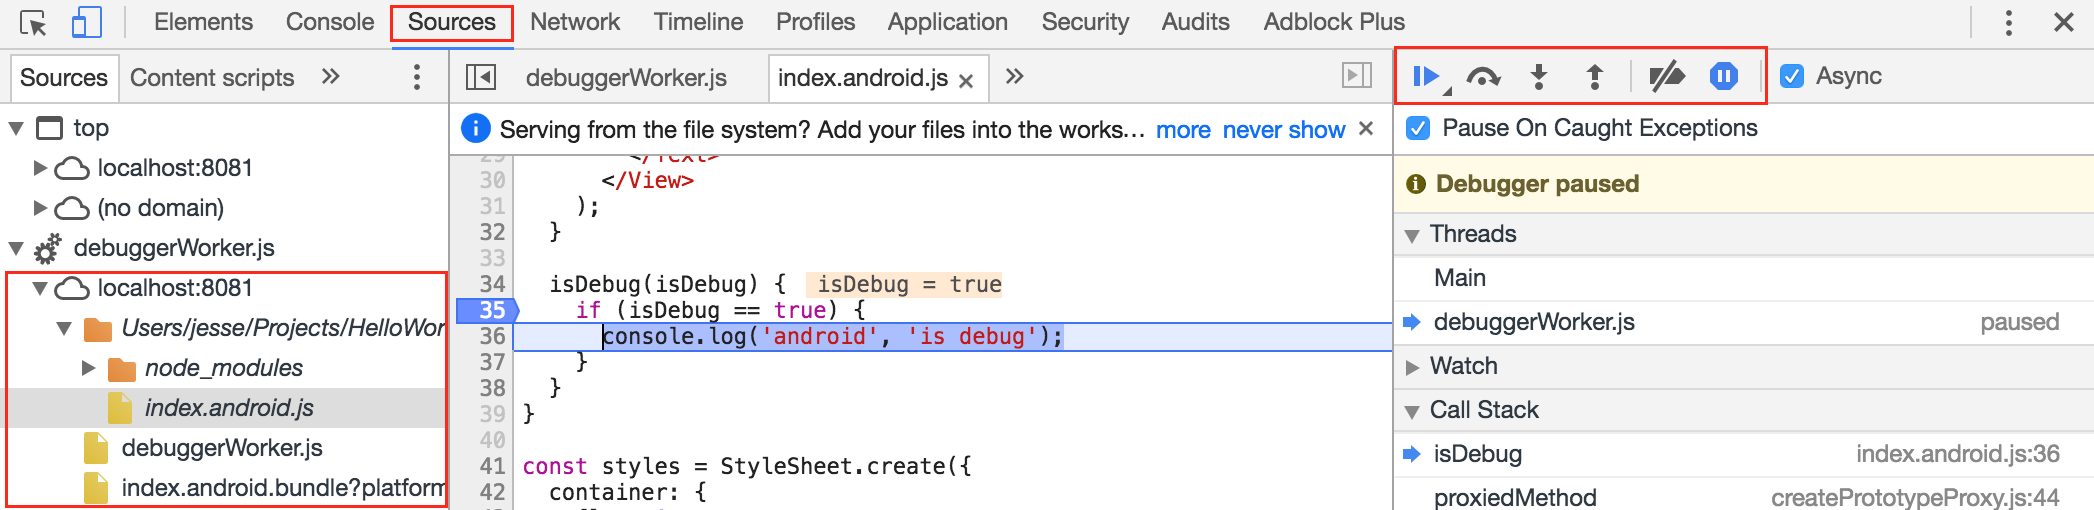 Elements Console Sources Network Timeline Profiles Application Security Audits Adblock Plus
Sources Content scripts »
top
localhost:8081
(no domain)
debuggerWorker.js
localhost:8081
Users/jesse/Projects/HelloWor
node_modules
index.android.js
debuggerWorker.js
index.android.bundle?platform
debuggerWorker.js index.android.js × »
Serving from the file system? Add your files into the works… more never show ×
29 </Text>
30 </View>
31 );
32 }
33
34 isDebug(isDebug) { isDebug = true
35 if (isDebug == true) {
36 console.log('android', 'is debug');
37 }
38 }
39 }
40
41 const styles = StyleSheet.create({
42 container: {
Async
Pause On Caught Exceptions
Debugger paused
Threads
Main
debuggerWorker.js paused
Watch
Call Stack
isDebug index.android.js:36
proxiedMethod createPrototypeProxy.js:44